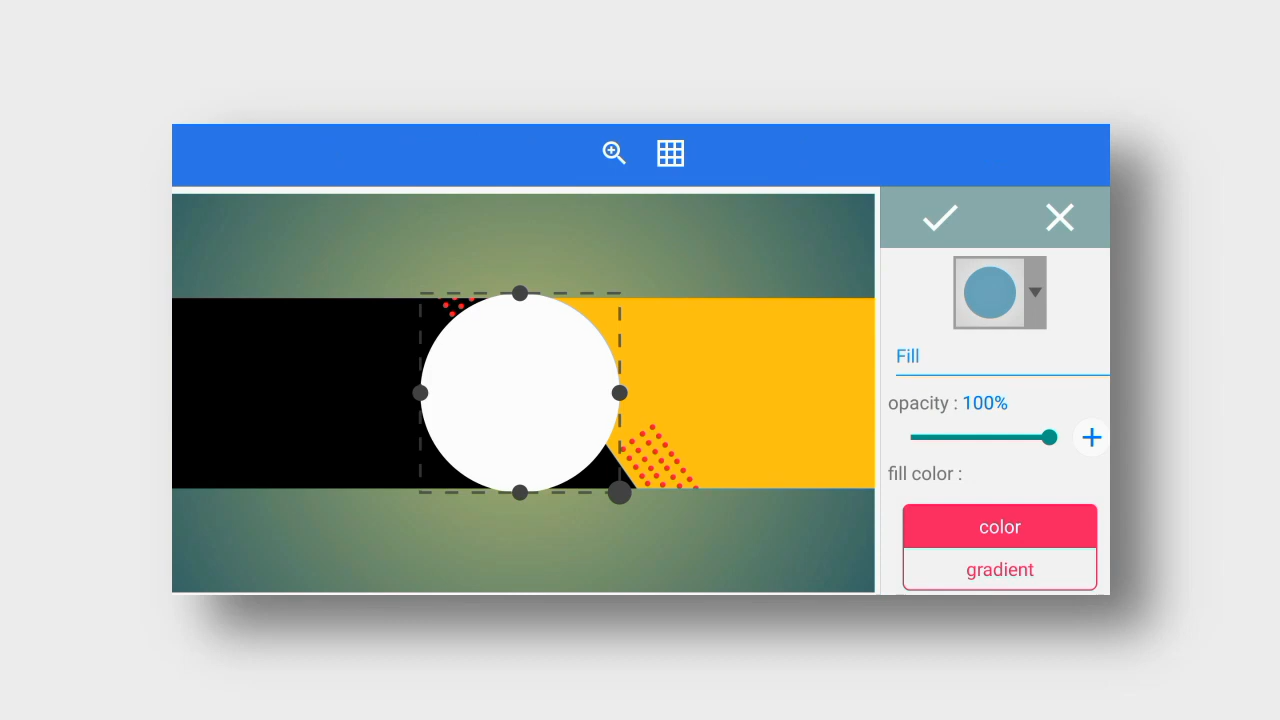 Fill
opacity : 100%
fill color :
color
gradient